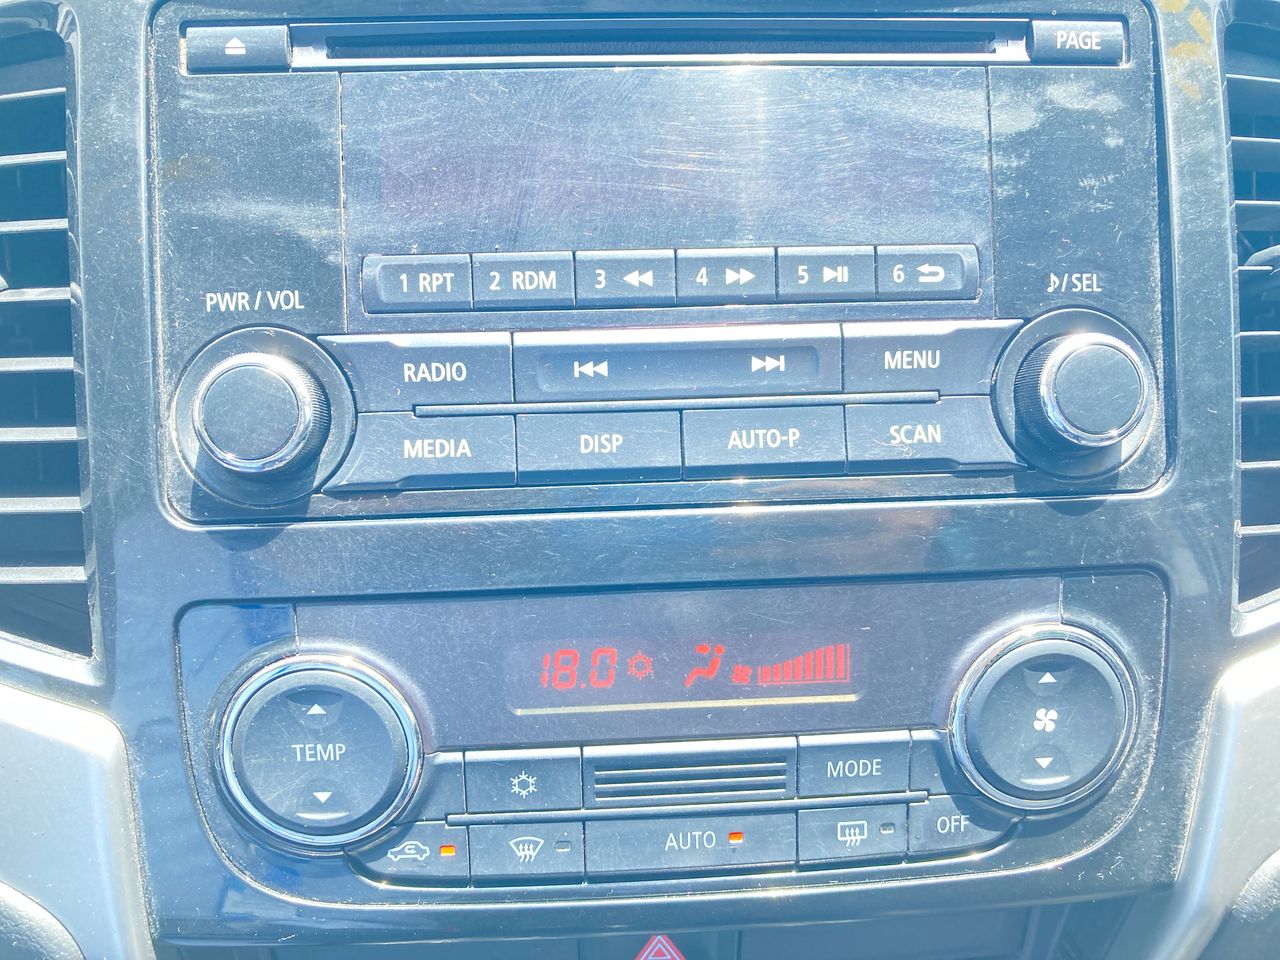 PAGE
1 RPT 2 RDM 3 4 5 6
PWR / VOL
/ SEL
RADIO MENU
MEDIA DISP AUTO-P SCAN
18.0
TEMP
MODE
AUTO OFF